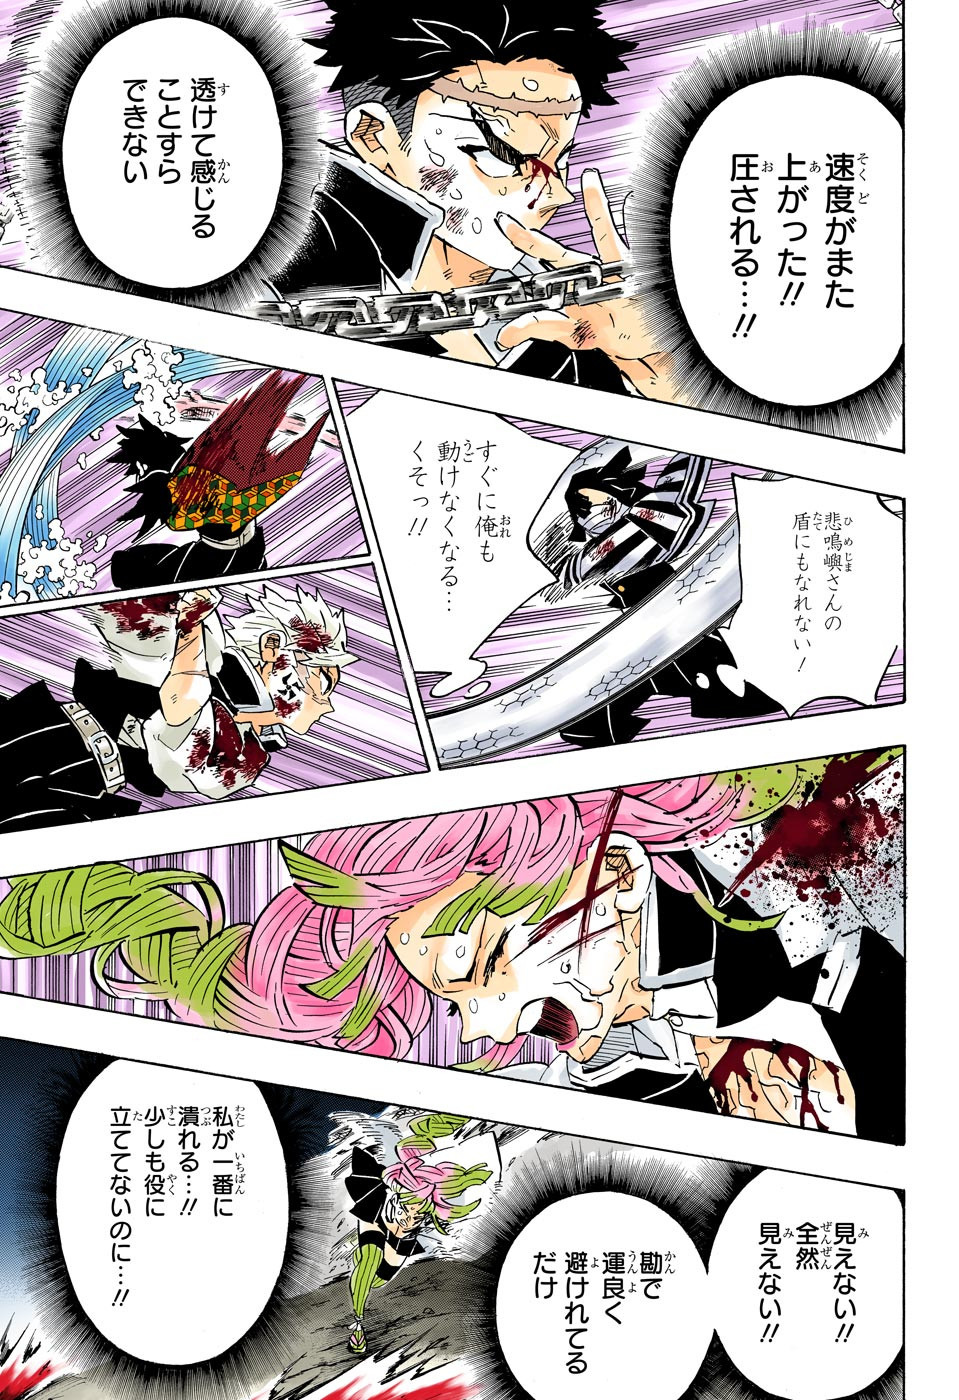 速度がまた
上がった!!
圧される…!!
透けて感じる
ことすら
できない
悲鳴嶼さんの
盾にもなれない!
すぐに俺も
動けなくなる…
くそっ!!
見えない!!
全然
見えない!!
勘で
運良く
避けれてる
だけ
私が一番に
潰れる…!!
少しも役に
立ててないのに…!!